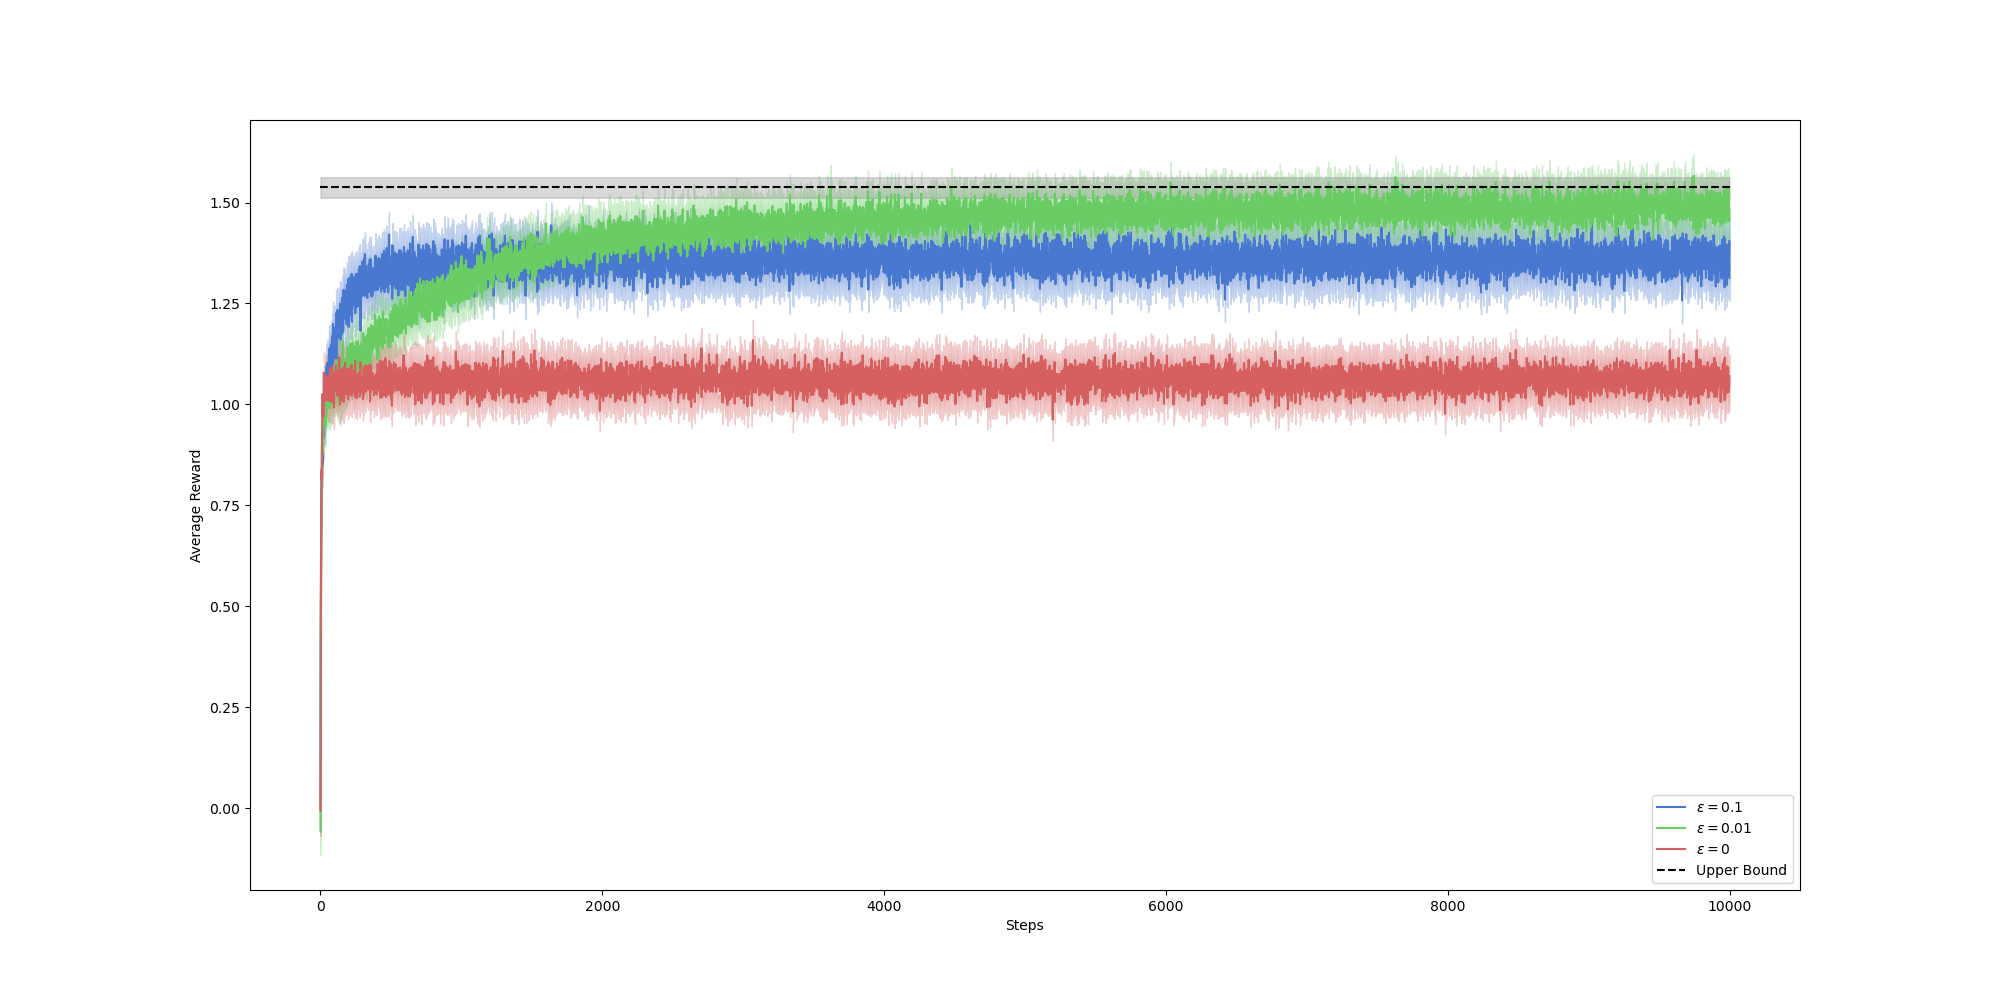 1.50
1.25
1.00
0.75
0.50
0.25
0.00
Average Reward
0
2000
4000
6000
8000
10000
Steps
ε = 0.1
ε = 0.01
ε = 0
Upper Bound